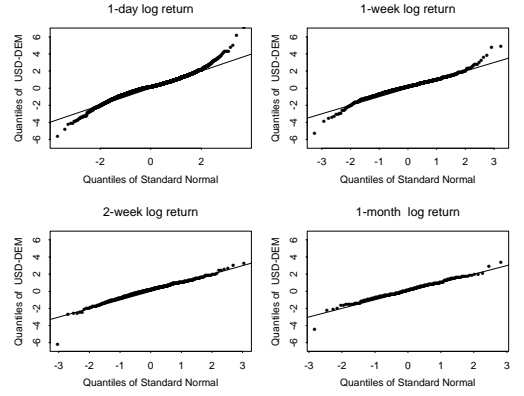 1-day log return
Quantiles of USD-DEM
6
4
2
0
-2
-4
-6
-2 0 2
Quantiles of Standard Normal
1-week log return
Quantiles of USD-DEM
6
4
2
0
-2
-4
-6
-3 -2 -1 0 1 2 3
Quantiles of Standard Normal
2-week log return
Quantiles of USD-DEM
6
4
2
0
-2
-4
-6
-3 -2 -1 0 1 2 3
Quantiles of Standard Normal
1-month log return
Quantiles of USD-DEM
6
4
2
0
-2
-4
-6
-3 -2 -1 0 1 2 3
Quantiles of Standard Normal